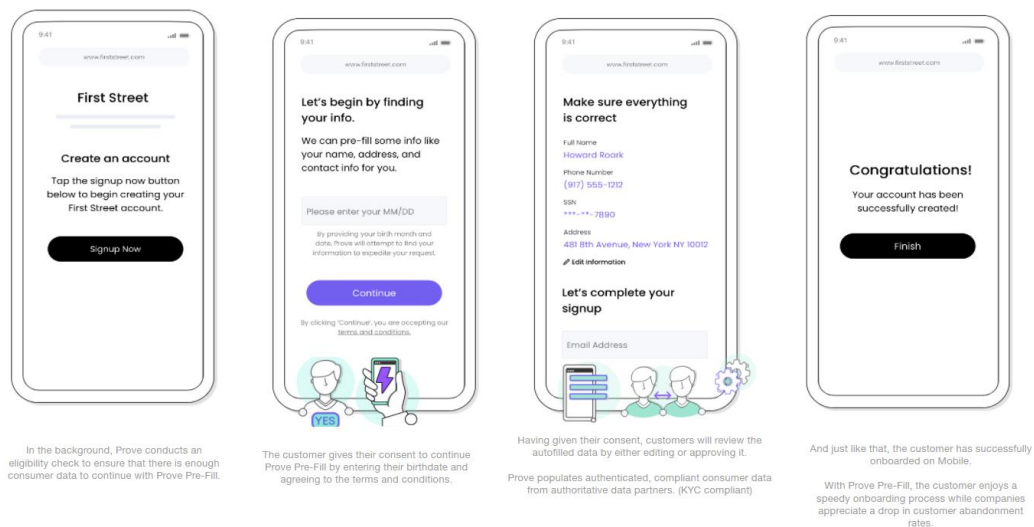 9:41
www.firststreet.com
First Street
Create an account
Tap the signup now button
below to begin creating your
First Street account.
Signup Now
In the background, Prove conducts an
eligibility check to ensure that there is enough
consumer data to continue with Prove Pre-Fill.
9:41
www.firststreet.com
Let's begin by finding
your info.
We can pre-fill some info like
your name, address, and
contact info for you.
Please enter your MM/DD
By providing your birth month and
date, Prove will attempt to find your
information to expedite your request.
Continue
By clicking 'Continue', you are accepting our
terms and conditions.
YES
The customer gives their consent to continue
Prove Pre-Fill by entering their birthdate and
agreeing to the terms and conditions.
9:41
www.firststreet.com
Make sure everything
is correct
Full Name
Howard Roark
Phone Number
(917) 555-1212
SSN
***-**-7890
Address
481 8th Avenue, New York NY 10012
Edit Information
Let's complete your
signup
Email Address
Having given their consent, customers will review the
autofilled data by either editing or approving it.
Prove populates authenticated, compliant consumer data
from authoritative data partners. (KYC compliant)
9:41
www.firststreet.com
Congratulations!
Your account has been
successfully created!
Finish
And just like that, the customer has successfully
onboarded on Mobile.
With Prove Pre-Fill, the customer enjoys a
speedy onboarding process while companies
appreciate a drop in customer abandonment
rates.